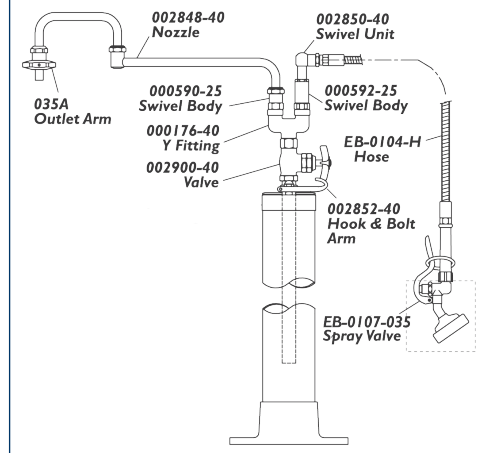 002848-40
Nozzle
002850-40
Swivel Unit
035A
Outlet Arm
000590-25
Swivel Body
000592-25
Swivel Body
000176-40
Y Fitting
EB-0104-H
Hose
002900-40
Valve
002852-40
Hook & Bolt
Arm
EB-0107-035
Spray Valve